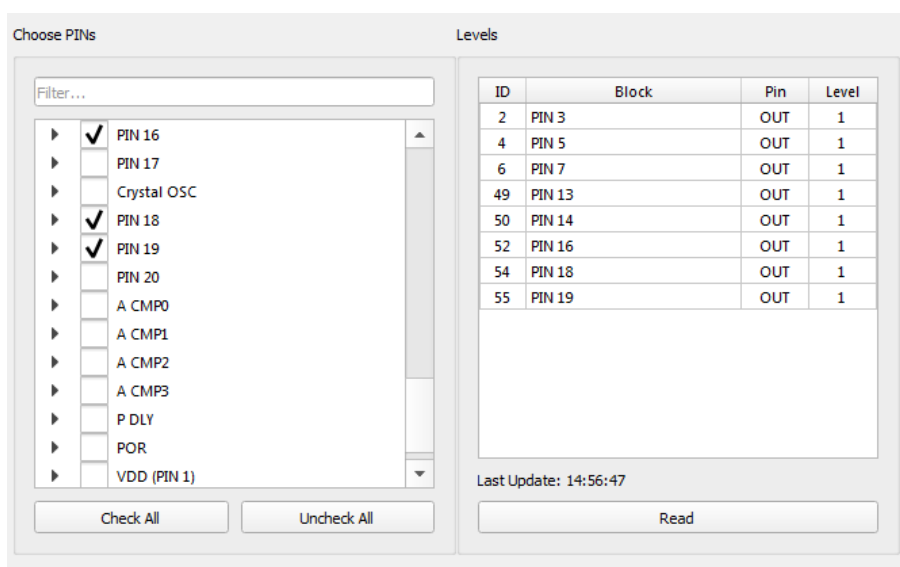 Choose PINs
Filter...
PIN 16
PIN 17
Crystal OSC
PIN 18
PIN 19
PIN 20
A CMP0
A CMP1
A CMP2
A CMP3
P DLY
POR
VDD (PIN 1)
Check All Uncheck All
Levels
ID Block Pin Level
2 PIN 3 OUT 1
4 PIN 5 OUT 1
6 PIN 7 OUT 1
49 PIN 13 OUT 1
50 PIN 14 OUT 1
52 PIN 16 OUT 1
54 PIN 18 OUT 1
55 PIN 19 OUT 1
Last Update: 14:56:47
Read